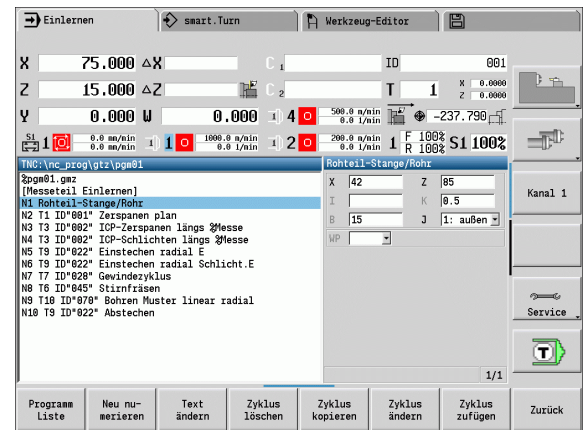 Einlernen
smart.Turn
Werkzeug-Editor
X 75.000 ΔX C 1 ID 001
Z 15.000 ΔZ C 2 T 1 X 0.0000 Z 0.0000
Y 0.000 W 0.000 4 500.0 m/min 0.0 1/min -237.790
S1 1 0.0 mm/min 0.0 mm/min 1 1000.0 m/min 0.0 1/min 2 200.0 m/min 0.0 1/min 1 F 100% R 100% S1 100%
TNC:\nc_prog\gtz\pgm01
%pgm01.gmz
[Messeteil Einlernen]
N1 Rohteil-Stange/Rohr
N2 T1 ID"001" Zerspanen plan
N3 T3 ID"002" ICP-Zerspanen längs %Messe
N4 T3 ID"002" ICP-Schlichten längs %Messe
N5 T9 ID"022" Einstechen radial E
N6 T9 ID"022" Einstechen radial Schlicht.E
N7 T7 ID"028" Gewindezyklus
N8 T6 ID"045" Stirnfräsen
N9 T10 ID"070" Bohren Muster linear radial
N10 T9 ID"022" Abstechen
Rohteil-Stange/Rohr
X 42 Z 85
I K 0.5
B 15 J 1: außen
WP
1/1
Kanal 1
Service
T
Programm Liste
Neu nu- merieren
Text ändern
Zyklus löschen
Zyklus kopieren
Zyklus ändern
Zyklus zufügen
Zurück